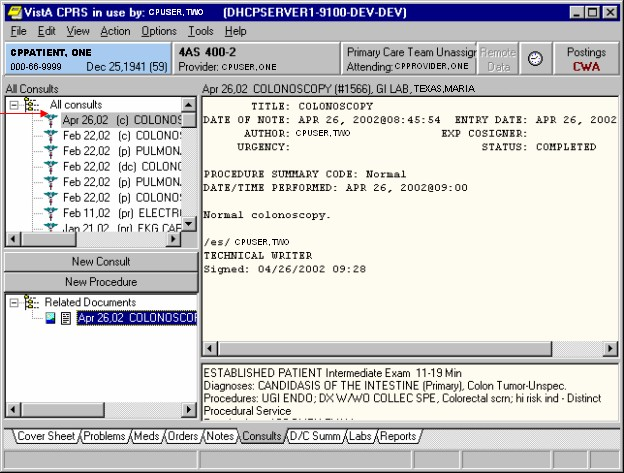 VistA CPRS in use by: CPUSER,TWO (DHCPSERVER1-9100-DEV-DEV)
File Edit View Action Options Tools Help
CPPATIENT, ONE
000-66-9999 Dec 25,1941 (59)
4AS 400-2
Provider: CPUSER,ONE
Primary Care Team Unassigr
Attending: CPPROVIDER,ONE
Remote
Data
Postings
CWA
All Consults
All consults
Apr 26,02 (c) COLONOS
Feb 22,02 (c) COLONOS
Feb 22,02 (p) PULMON.
Feb 22,02 (dc) COLONO
Feb 22,02 (p) PULMON.
Feb 22,02 (p) COLONOS
Feb 11,02 (pr) ELECTRI
Jan 21,02 (pr) EKG CAF
New Consult
New Procedure
Related Documents
Apr 26,02 COLONOSCOF
Apr 26,02 COLONOSCOPY (#1566), GI LAB, TEXAS,MARIA
TITLE: COLONOSCOPY
DATE OF NOTE: APR 26, 2002@08:45:54 ENTRY DATE: APR 26, 2002
AUTHOR: CPUSER,TWO EXP COSIGNER:
URGENCY: STATUS: COMPLETED
PROCEDURE SUMMARY CODE: Normal
DATE/TIME PERFORMED: APR 26, 2002@09:00
Normal colonoscopy.
/es/ CPUSER,TWO
TECHNICAL WRITER
Signed: 04/26/2002 09:28
ESTABLISHED PATIENT Intermediate Exam 11-19 Min
Diagnoses: CANDIDASIS OF THE INTESTINE (Primary), Colon Tumor-Unspec.
Procedures: UGI ENDO; DX W/WO COLLEC SPE, Colorectal scrn; hi risk ind - Distinct
Procedural Service
Cover Sheet Problems Meds Orders Notes Consults D/C Summ Labs Reports